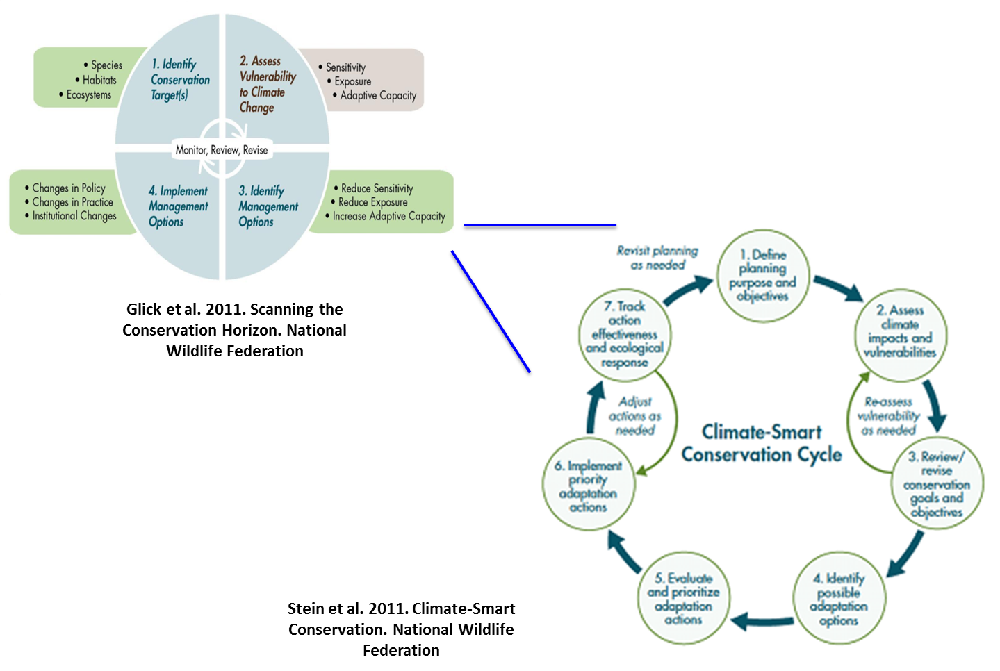 • Species
• Habitats
• Ecosystems
1. Identify
Conservation
Target(s)
2. Assess
Vulnerability
to Climate
Change
• Sensitivity
• Exposure
• Adaptive Capacity
Monitor, Review, Revise
• Changes in Policy
• Changes in Practice
• Institutional Changes
4. Implement
Management
Options
3. Identify
Management
Options
• Reduce Sensitivity
• Reduce Exposure
• Increase Adaptive Capacity
Glick et al. 2011. Scanning the
Conservation Horizon. National
Wildlife Federation
Revisit planning
as needed
1. Define
planning
purpose and
objectives
2. Assess
climate
impacts and
vulnerabilities
Re-assess
vulnerability
as needed
3. Review/
revise
conservation
goals and
objectives
4. Identify
possible
adaptation
options
5. Evaluate
and prioritize
adaptation
actions
6. Implement
priority
adaptation
actions
7. Track
action
effectiveness
and ecological
response
Adjust
actions as
needed
Climate-Smart
Conservation Cycle
Stein et al. 2011. Climate-Smart
Conservation. National Wildlife
Federation